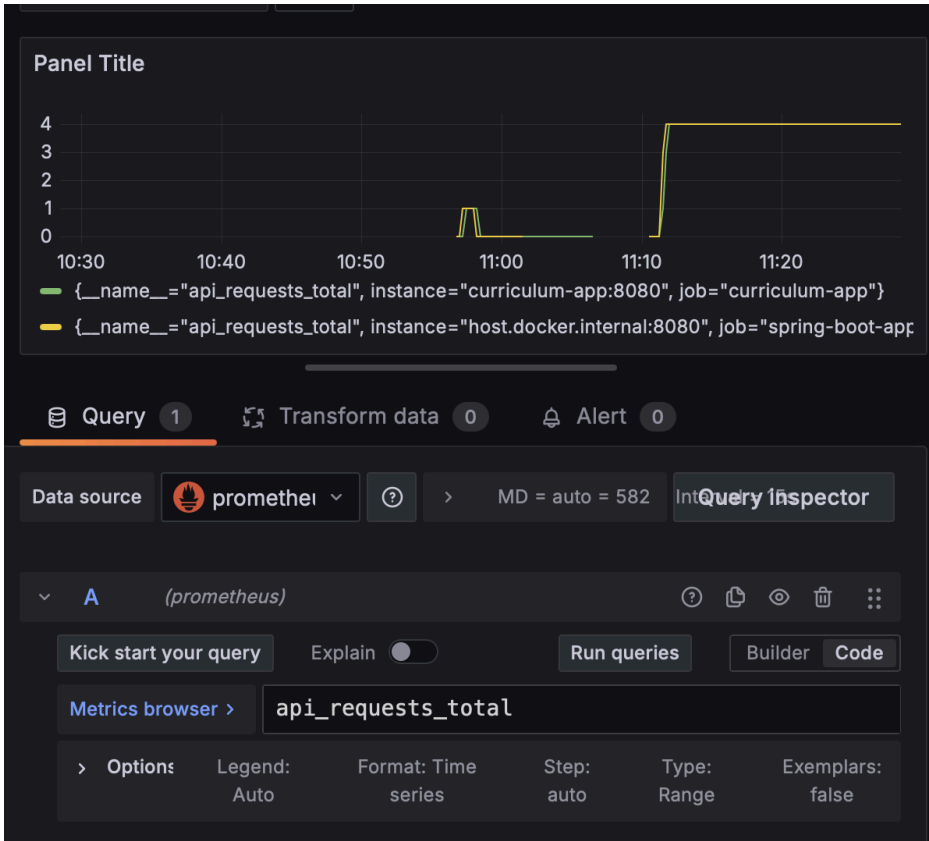 Panel Title
4
3
2
1
0
10:30 10:40 10:50 11:00 11:10 11:20
{__name__="api_requests_total", instance="curriculum-app:8080", job="curriculum-app"}
{__name__="api_requests_total", instance="host.docker.internal:8080", job="spring-boot-app
Query 1 Transform data 0 Alert 0
Data source prometheu MD = auto = 582 Interval = 15s Query inspector
A (prometheus)
Kick start your query Explain Run queries Builder Code
Metrics browser > api_requests_total
Options Legend: Format: Time Step: Type: Exemplars:
Auto series auto Range false